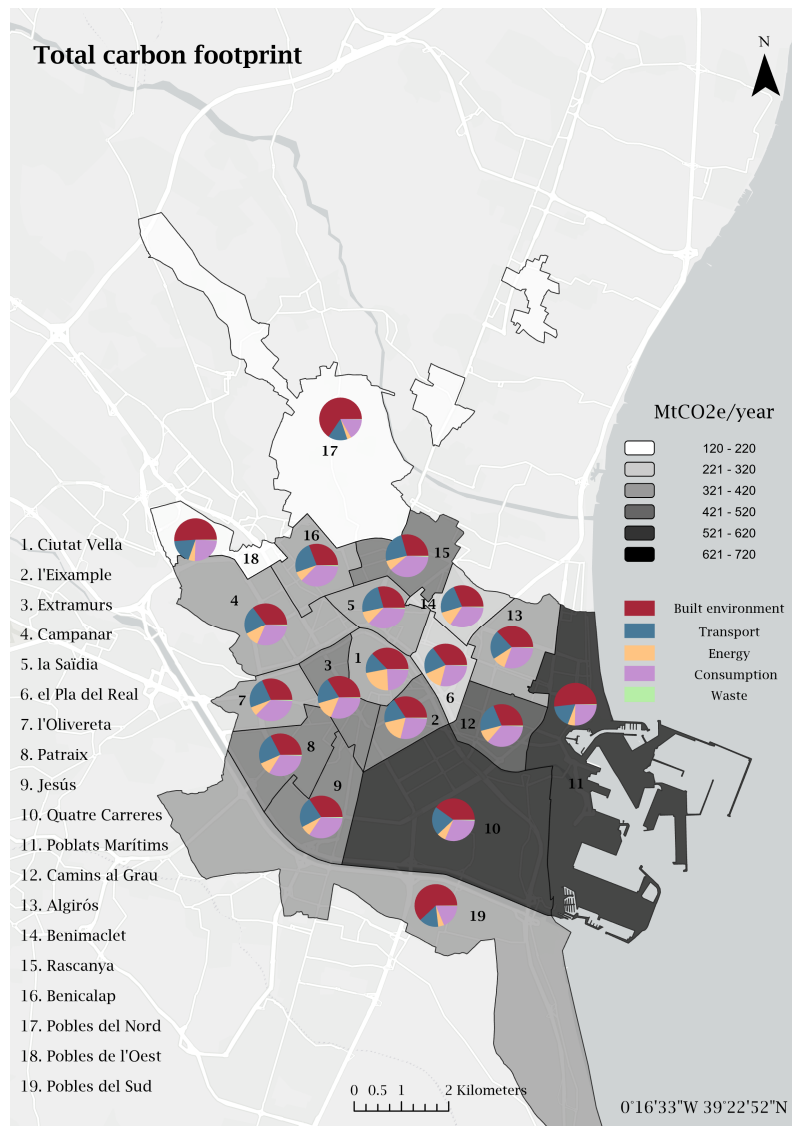 Total carbon footprint
N
17
MtCO2e/year
120 - 220
221 - 320
321 - 420
421 - 520
521 - 620
621 - 720
Built environment
Transport
Energy
Consumption
Waste
16
15
18
4
5
14
13
3
1
6
7
2
12
8
9
10
11
19
1. Ciutat Vella
2. l'Eixample
3. Extramurs
4. Campanar
5. la Saïdia
6. el Pla del Real
7. l'Olivereta
8. Patraix
9. Jesús
10. Quatre Carreres
11. Poblats Marítims
12. Camins al Grau
13. Algirós
14. Benimaclet
15. Rascanya
16. Benicalap
17. Pobles del Nord
18. Pobles de l'Oest
19. Pobles del Sud
0 0.5 1 2 Kilometers
0°16'33"W 39°22'52"N